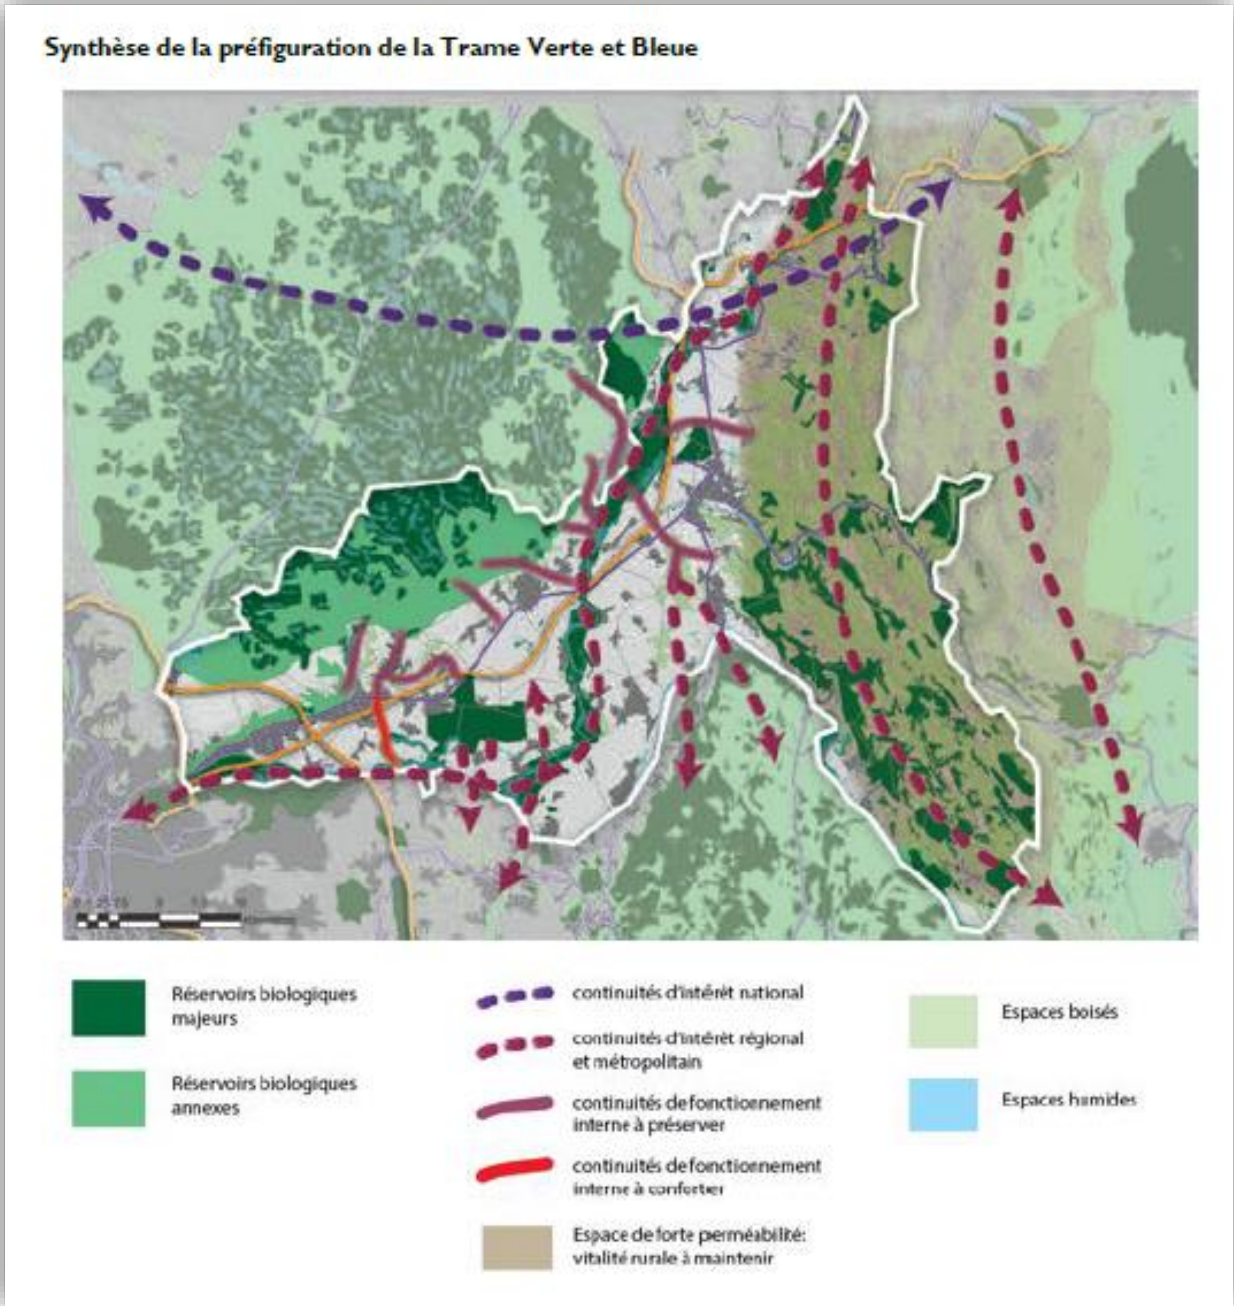 Synthèse de la préfiguration de la Trame Verte et Bleue
Réservoirs biologiques
majeurs
Réservoirs biologiques
annexes
continuités d'intérêt national
continuités d'intérêt régional
et métropolitain
continuités de fonctionnement
interne à préserver
continuités de fonctionnement
interne à conforter
Espace de forte perméabilité:
vitalité rurale à maintenir
Espaces boisés
Espaces humides